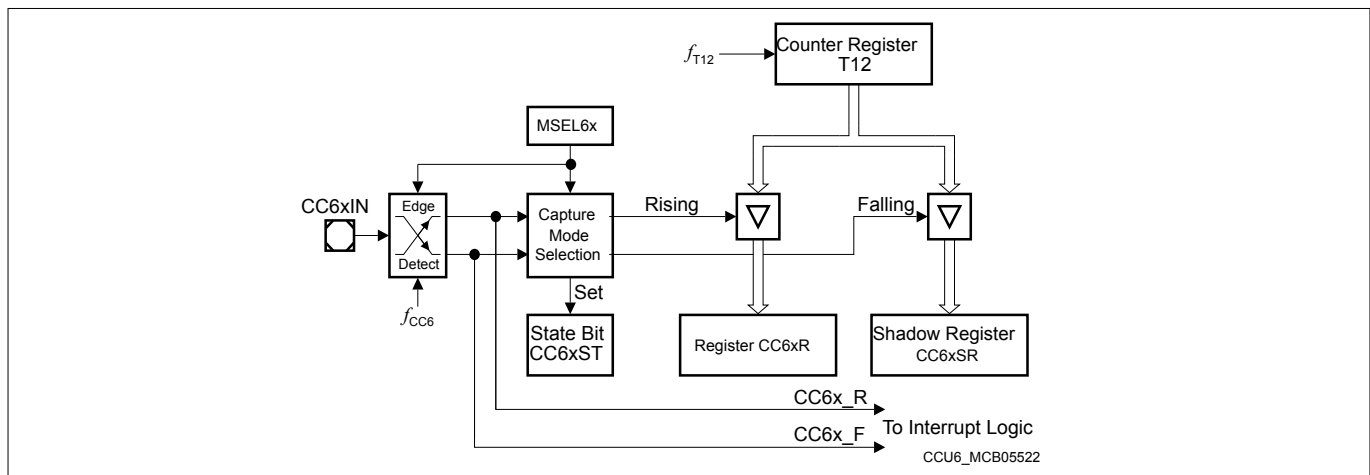 Counter Register
T12
fT12
MSEL6x
CC6xIN
Edge
Detect
Capture
Mode
Selection
Rising
Falling
fCC6
Set
State Bit
CC6xST
Register CC6xR
Shadow Register
CC6xSR
CC6x_R
CC6x_F
To Interrupt Logic
CCU6_MCB05522